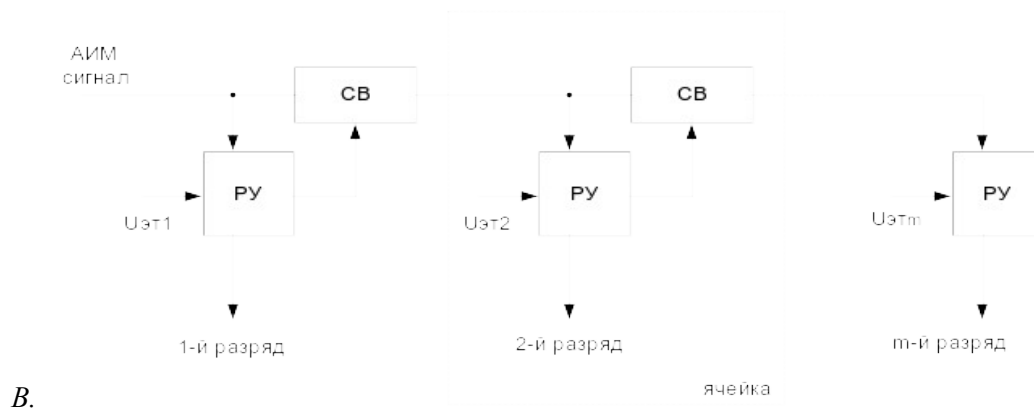 АИМ
сигнал
СВ
СВ
РУ
РУ
РУ
Uэт1
Uэт2
Uэтm
1-й разряд
2-й разряд
m-й разряд
ячейка
В.